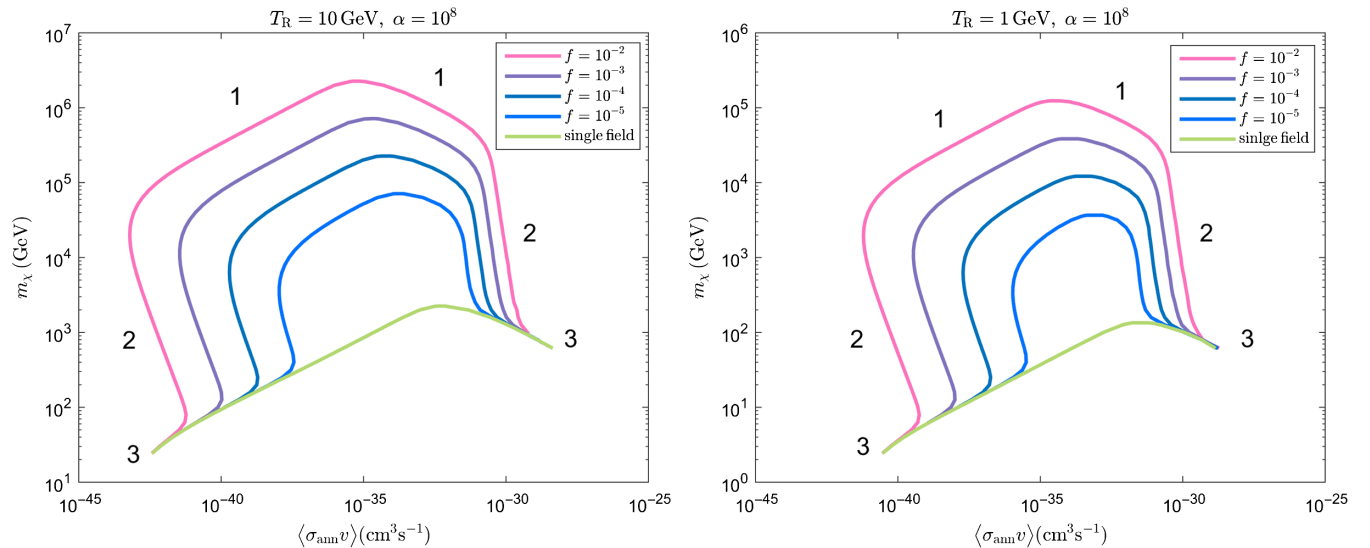 T_R = 10 GeV, α = 10^8
10^7
10^6
10^5
10^4
10^3
10^2
10^1
m_χ (GeV)
1
1
2
2
3
3
f = 10^−2
f = 10^−3
f = 10^−4
f = 10^−5
single field
10^−45
10^−40
10^−35
10^−30
10^−25
⟨σ_ann v⟩(cm^3s^−1)
T_R = 1 GeV, α = 10^8
10^6
10^5
10^4
10^3
10^2
10^1
10^0
m_χ (GeV)
1
1
2
2
3
3
f = 10^−2
f = 10^−3
f = 10^−4
f = 10^−5
sinlge field
10^−45
10^−40
10^−35
10^−30
10^−25
⟨σ_ann v⟩(cm^3s^−1)